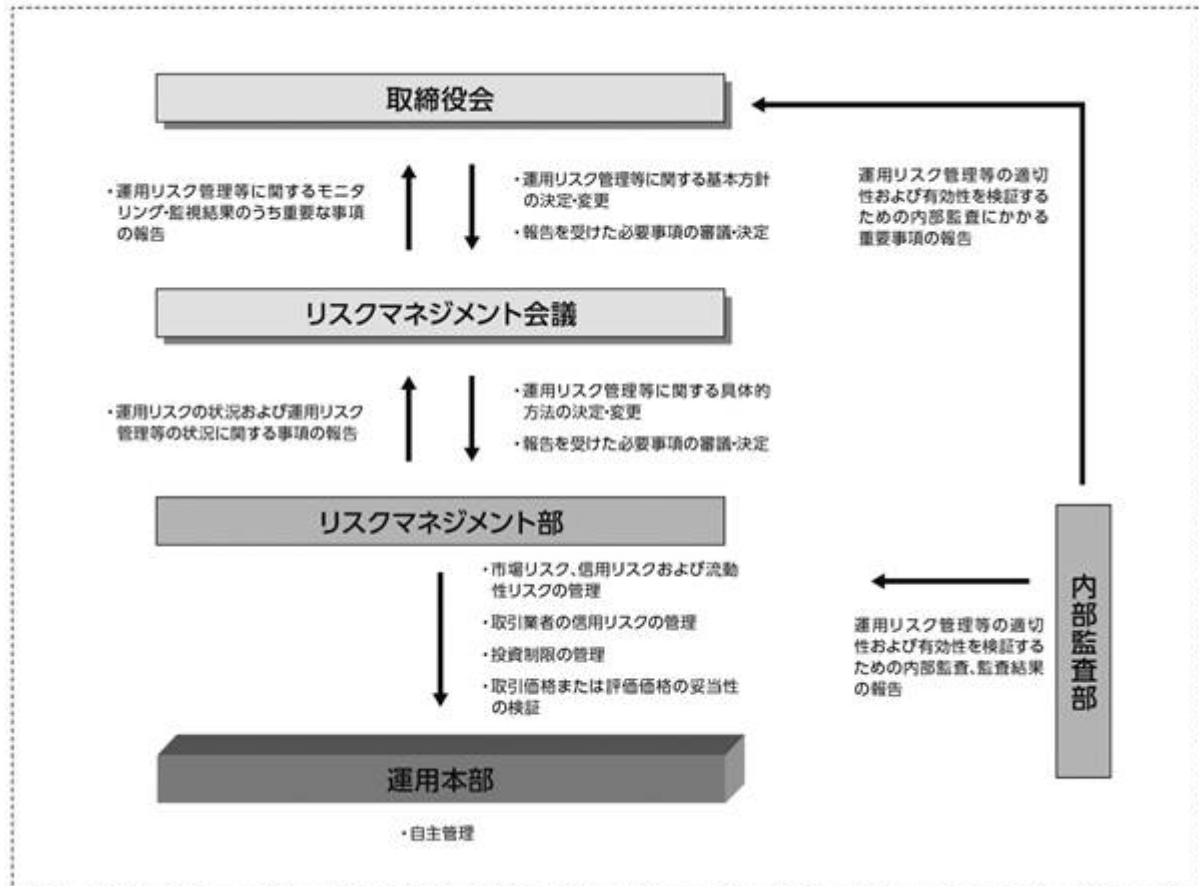 取締役会
・運用リスク管理等に関するモニタ
リング・監視結果のうち重要な事項
の報告
・運用リスク管理等に関する基本方針
の決定・変更
・報告を受けた必要事項の審議・決定
運用リスク管理等の適切
性および有効性を検証する
ための内部監査にかかる
重要事項の報告
リスクマネジメント会議
・運用リスクの状況および運用リスク
管理等の状況に関する事項の報告
・運用リスク管理等に関する具体的
方法の決定・変更
・報告を受けた必要事項の審議・決定
リスクマネジメント部
・市場リスク、信用リスクおよび流動
性リスクの管理
・取引業者の信用リスクの管理
・投資制限の管理
・取引価格または評価価格の妥当性
の検証
運用リスク管理等の適切
性および有効性を検証する
ための内部監査、監査結果
の報告
内部監査部
運用本部
・自主管理